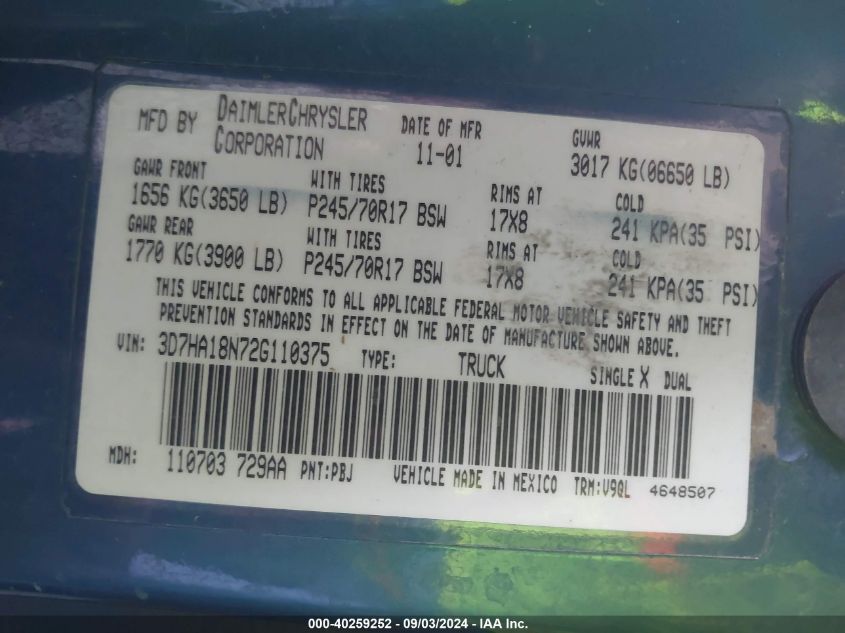 MFD BY DAIMLERCHRYSLER CORPORATION DATE OF MFR 11-01 GVWR 3017 KG(06650 LB)
GAWR FRONT WITH TIRES RIMS AT COLD
1656 KG(3650 LB) P245/70R17 BSW 17X8 241 KPA(35 PSI)
GAWR REAR WITH TIRES RIMS AT COLD
1770 KG(3900 LB) P245/70R17 BSW 17X8 241 KPA(35 PSI)
THIS VEHICLE CONFORMS TO ALL APPLICABLE FEDERAL MOTOR VEHICLE SAFETY AND THEFT
PREVENTION STANDARDS IN EFFECT ON THE DATE OF MANUFACTURE SHOWN ABOVE.
VIN: 3D7HA18N72G110375 TYPE: TRUCK SINGLE X DUAL
MDH: 110703 729AA PNT:PBJ VEHICLE MADE IN MEXICO TRM:V9QL 4648507
000-40259252 - 09/03/2024 - IAA Inc.